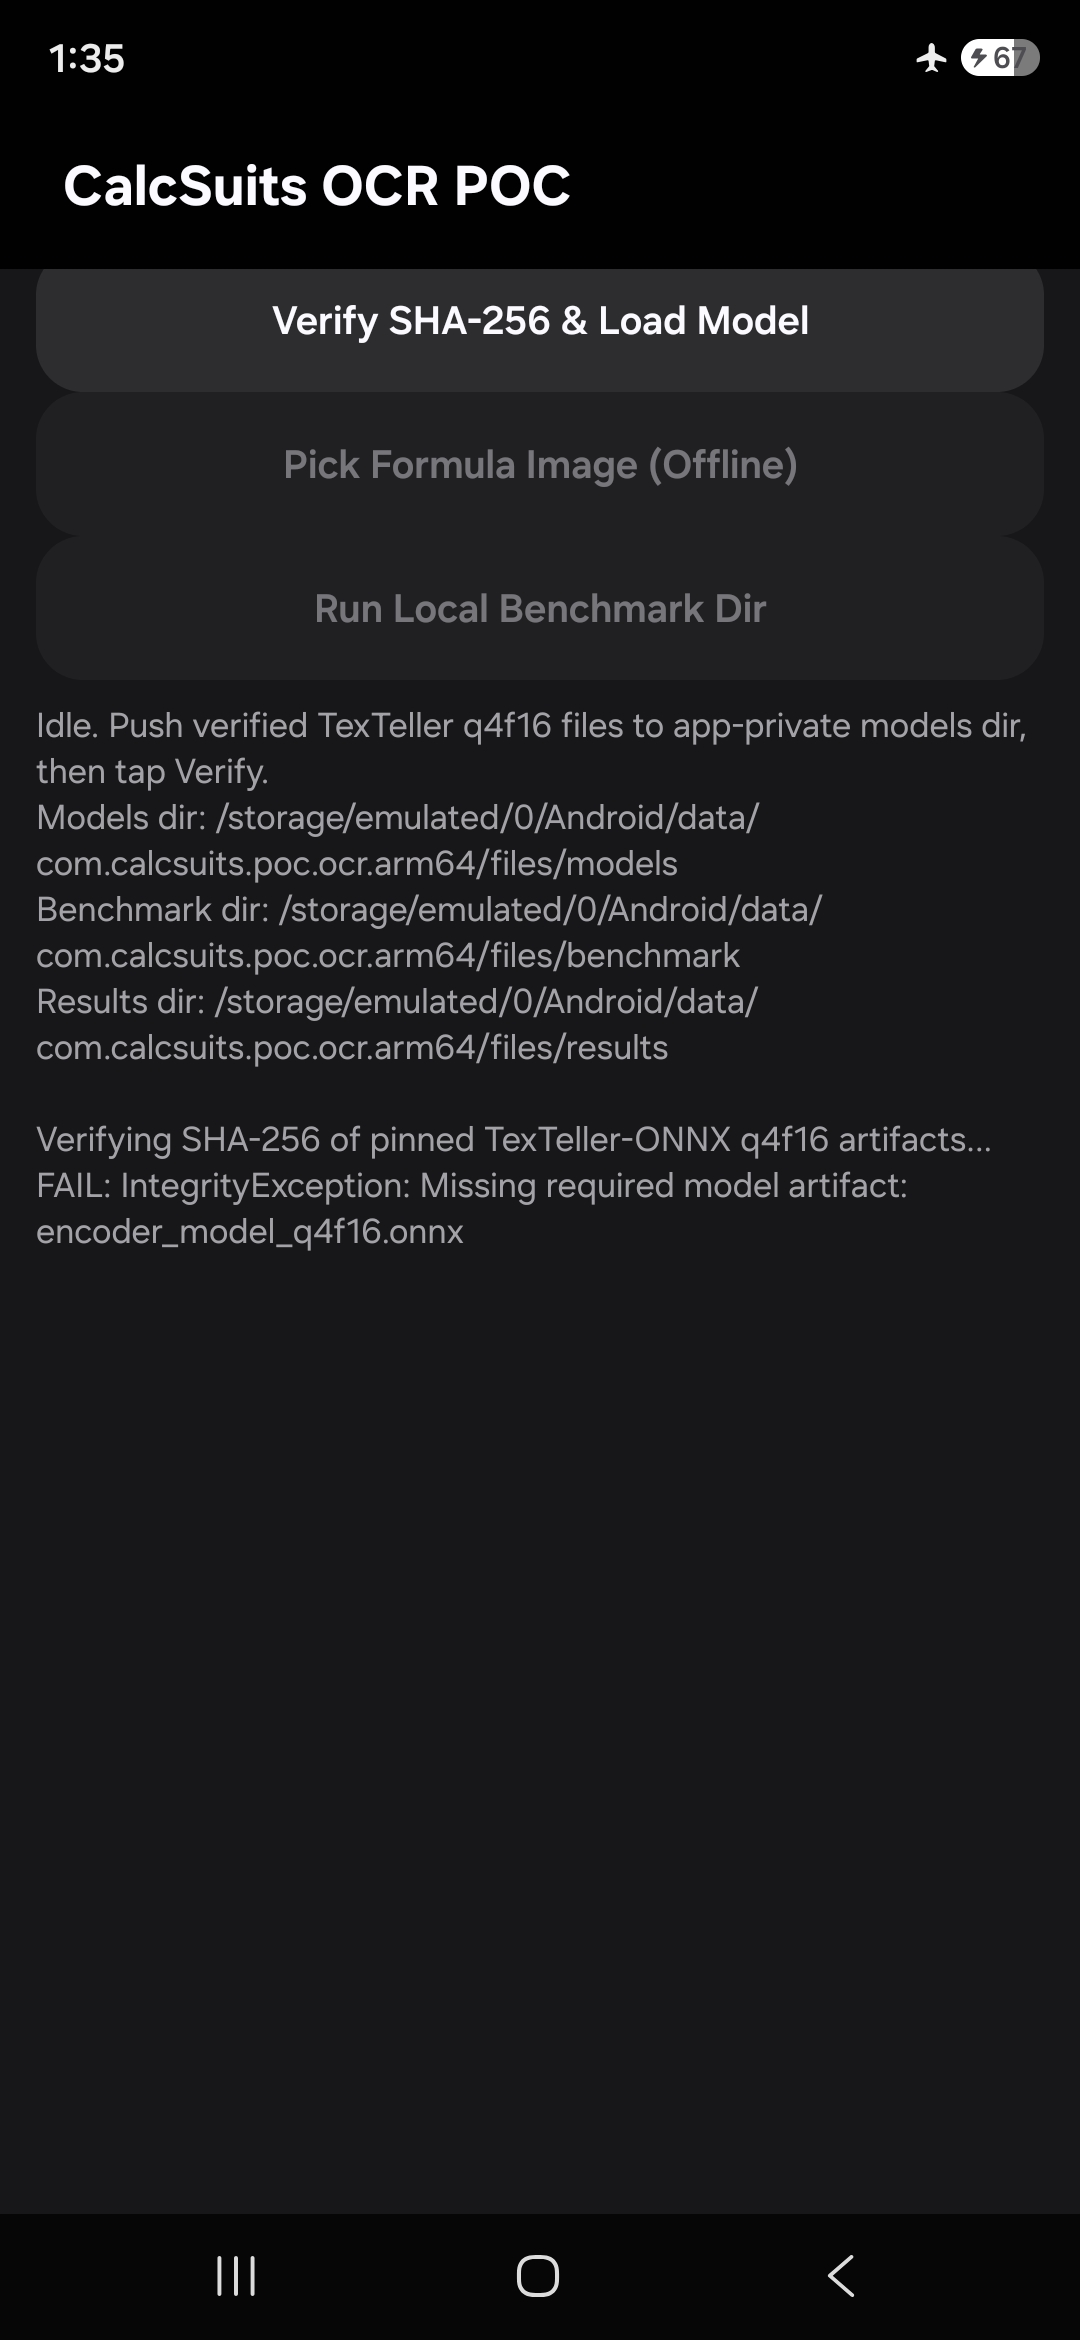 1:35
67
CalcSuits OCR POC
Verify SHA-256 & Load Model
Pick Formula Image (Offline)
Run Local Benchmark Dir
Idle. Push verified TexTeller q4f16 files to app-private models dir,
then tap Verify.
Models dir: /storage/emulated/0/Android/data/
com.calcsuits.poc.ocr.arm64/files/models
Benchmark dir: /storage/emulated/0/Android/data/
com.calcsuits.poc.ocr.arm64/files/benchmark
Results dir: /storage/emulated/0/Android/data/
com.calcsuits.poc.ocr.arm64/files/results
Verifying SHA-256 of pinned TexTeller-ONNX q4f16 artifacts...
FAIL: IntegrityException: Missing required model artifact:
encoder_model_q4f16.onnx